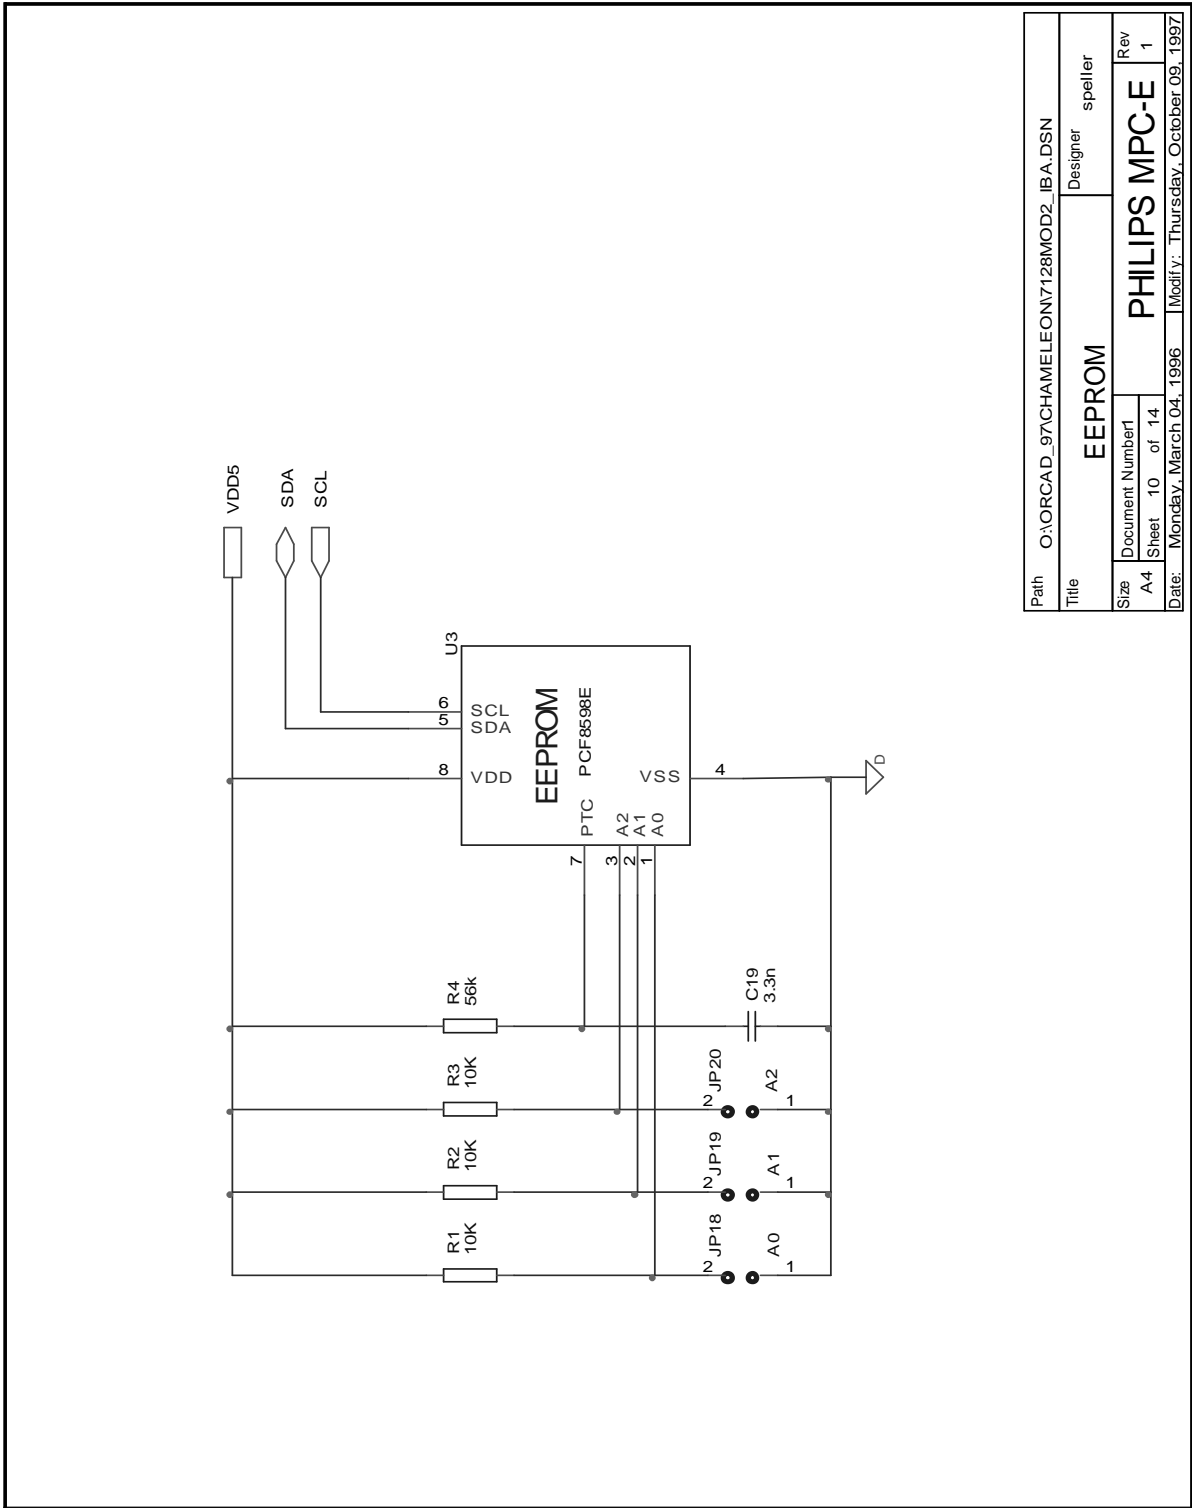 VDD5
SDA
SCL
U3
6
SCL
5
SDA
8
VDD
EEPROM
PCF8598E
VSS
4
PTC
7
A2
3
A1
2
A0
1
R4
56k
R3
10K
R2
10K
R1
10K
C19
3.3n
JP20
2
A2
1
JP19
2
A1
1
JP18
2
A0
1
D
Path O:\ORCAD_97\CHAMELEON\7128MOD2_IBA.DSN
Title
EEPROM
Designer speller
Size
A4
Document Number1
Sheet 10 of 14
PHILIPS MPC-E
Rev
1
Date: Monday, March 04, 1996
Modify: Thursday, October 09, 1997